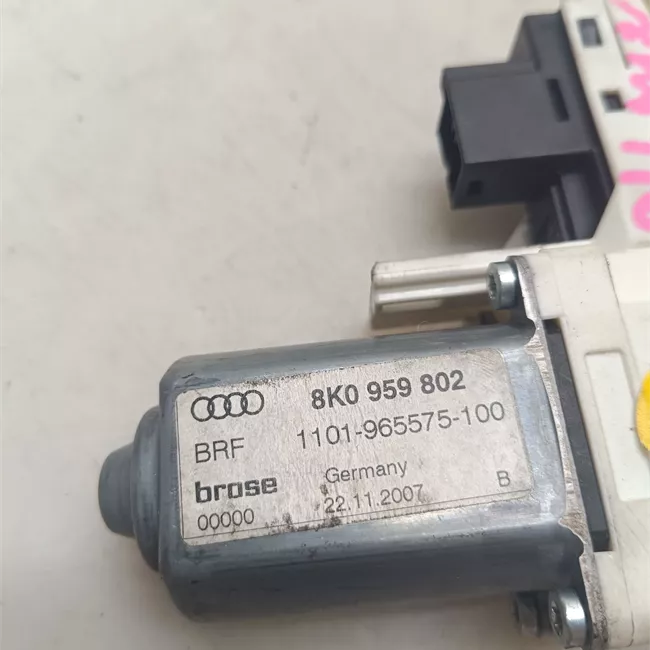 8K0 959 802
BRF 1101-965575-100
brose Germany
00000 22.11.2007 B